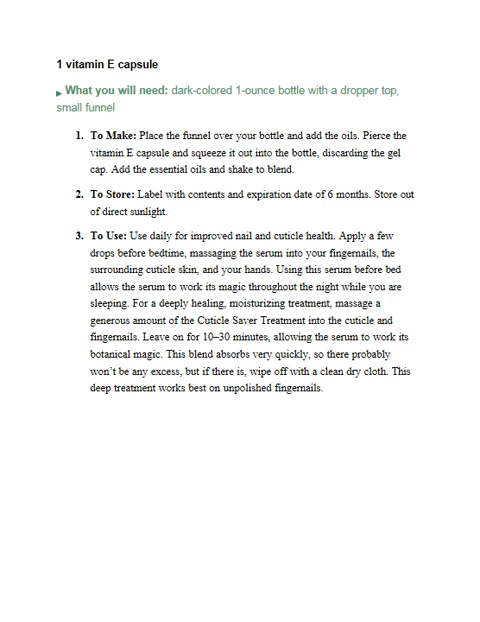 1 vitamin E capsule
▶ What you will need: dark-colored 1-ounce bottle with a dropper top,
small funnel
1. To Make: Place the funnel over your bottle and add the oils. Pierce the
vitamin E capsule and squeeze it out into the bottle, discarding the gel
cap. Add the essential oils and shake to blend.
2. To Store: Label with contents and expiration date of 6 months. Store out
of direct sunlight.
3. To Use: Use daily for improved nail and cuticle health. Apply a few
drops before bedtime, massaging the serum into your fingernails, the
surrounding cuticle skin, and your hands. Using this serum before bed
allows the serum to work its magic throughout the night while you are
sleeping. For a deeply healing, moisturizing treatment, massage a
generous amount of the Cuticle Saver Treatment into the cuticle and
fingernails. Leave on for 10–30 minutes, allowing the serum to work its
botanical magic. This blend absorbs very quickly, so there probably
won’t be any excess, but if there is, wipe off with a clean dry cloth. This
deep treatment works best on unpolished fingernails.